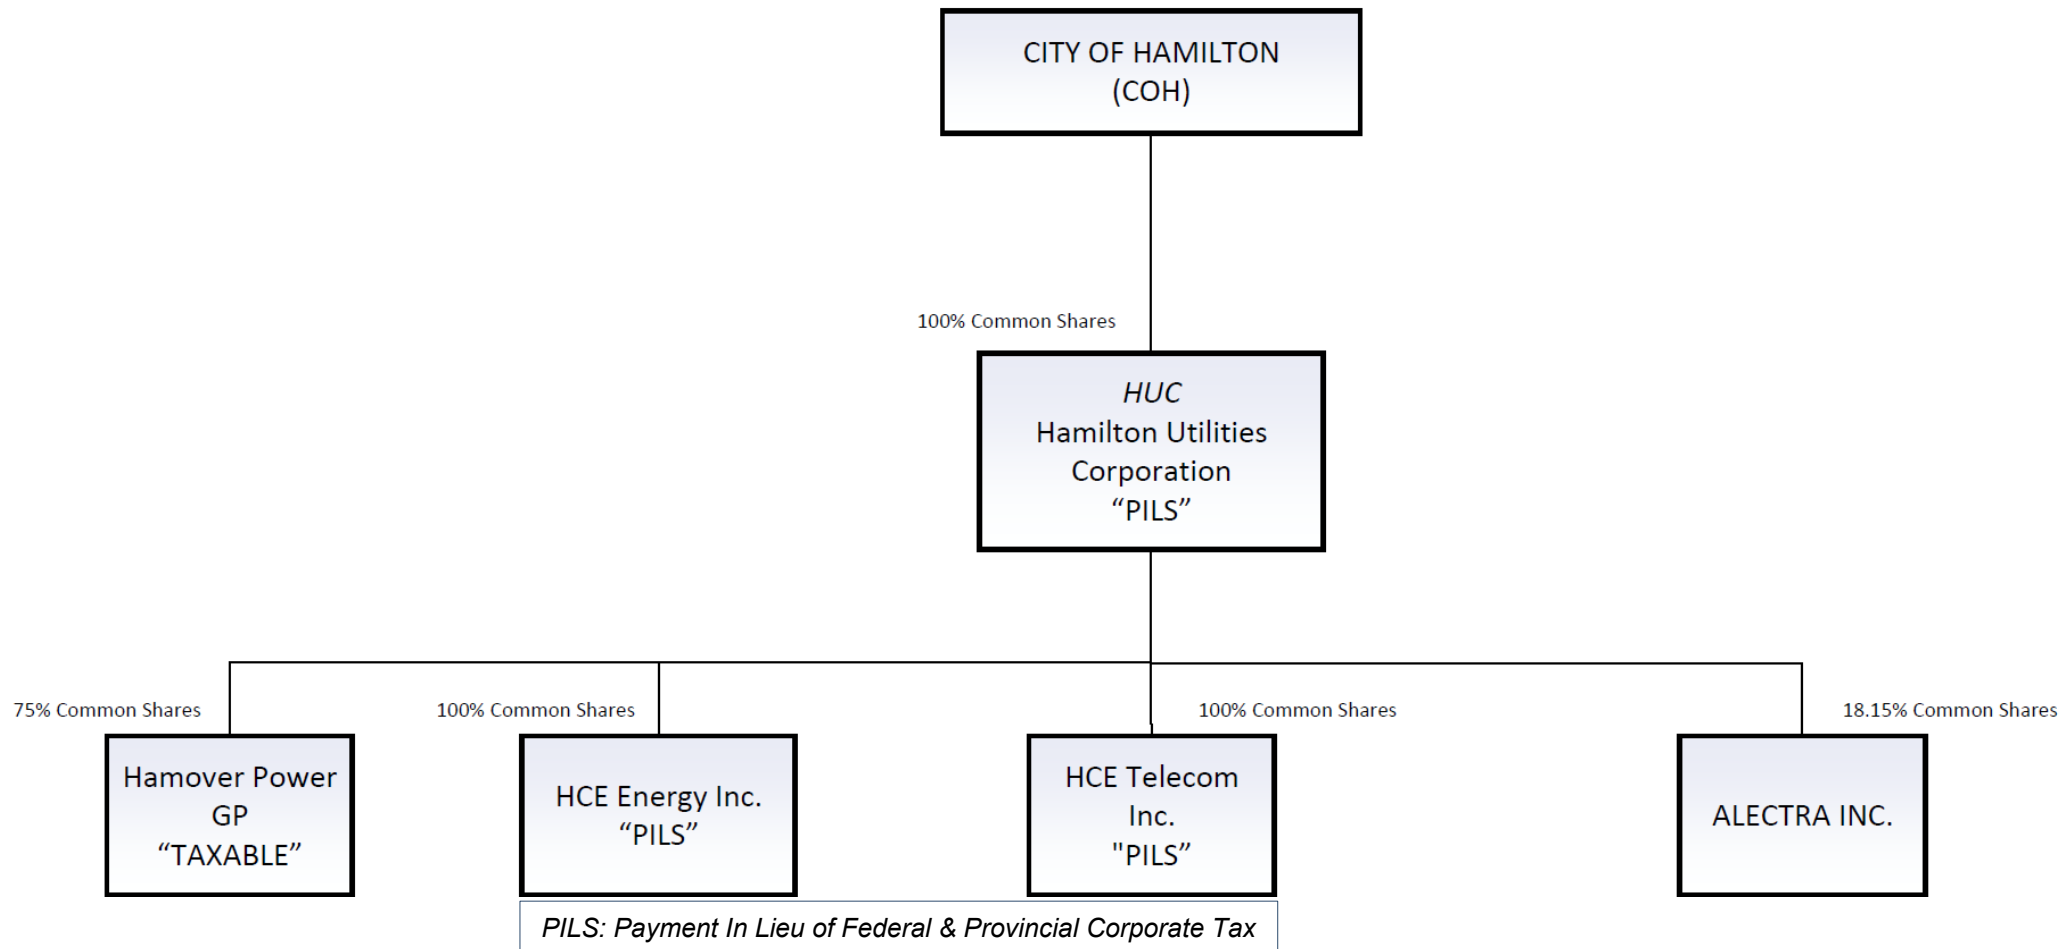 CITY OF HAMILTON
(COH)
100% Common Shares
HUC
Hamilton Utilities
Corporation
“PILS”
75% Common Shares
100% Common Shares
100% Common Shares
18.15% Common Shares
Hamover Power
GP
“TAXABLE”
HCE Energy Inc.
“PILS”
HCE Telecom
Inc.
"PILS”
ALECTRA INC.
PILS: Payment In Lieu of Federal & Provincial Corporate Tax